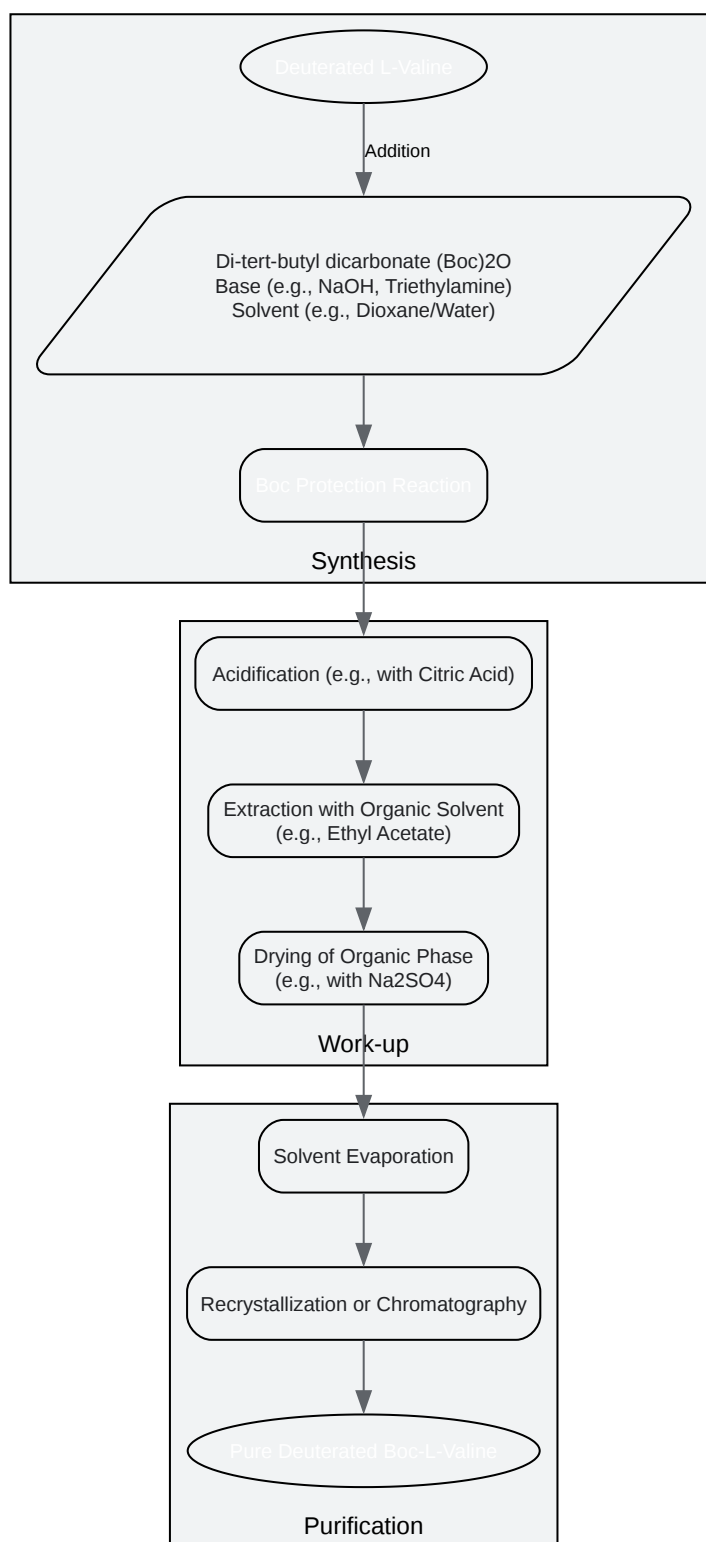 Deuterated L-Valine
Addition
Di-tert-butyl dicarbonate (Boc)2O
Base (e.g., NaOH, Triethylamine)
Solvent (e.g., Dioxane/Water)
Boc Protection Reaction
Synthesis
Acidification (e.g., with Citric Acid)
Extraction with Organic Solvent
(e.g., Ethyl Acetate)
Drying of Organic Phase
(e.g., with Na2SO4)
Work-up
Solvent Evaporation
Recrystallization or Chromatography
Pure Deuterated Boc-L-Valine
Purification